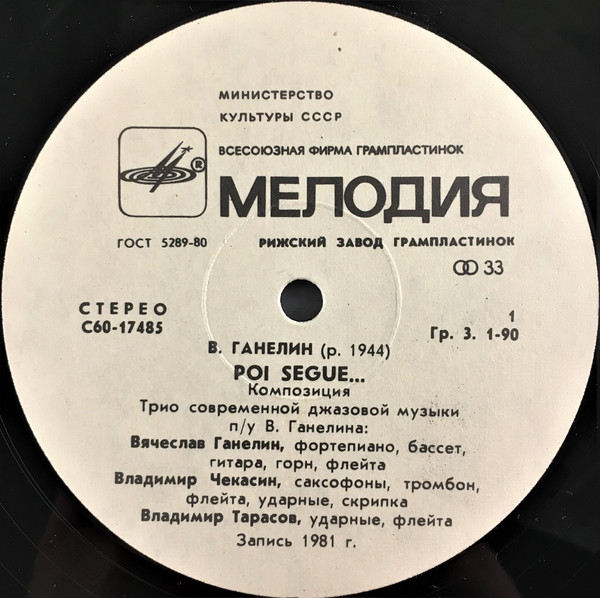 МИНИСТЕРСТВО
КУЛЬТУРЫ СССР
ВСЕСОЮЗНАЯ ФИРМА ГРАМПЛАСТИНОК
®
МЕЛОДИЯ
ГОСТ 5289-80 РИЖСКИЙ ЗАВОД ГРАМПЛАСТИНОК
33
СТЕРЕО
С60-17485
1
Гр. 3. 1-90
В. ГАНЕЛИН (р. 1944)
POI SEGUE...
Композиция
Трио современной джазовой музыки
п/у В. Ганелина:
Вячеслав Ганелин, фортепиано, бассет,
гитара, горн, флейта
Владимир Чекасин, саксофоны, тромбон,
флейта, ударные, скрипка
Владимир Тарасов, ударные, флейта
Запись 1981 г.